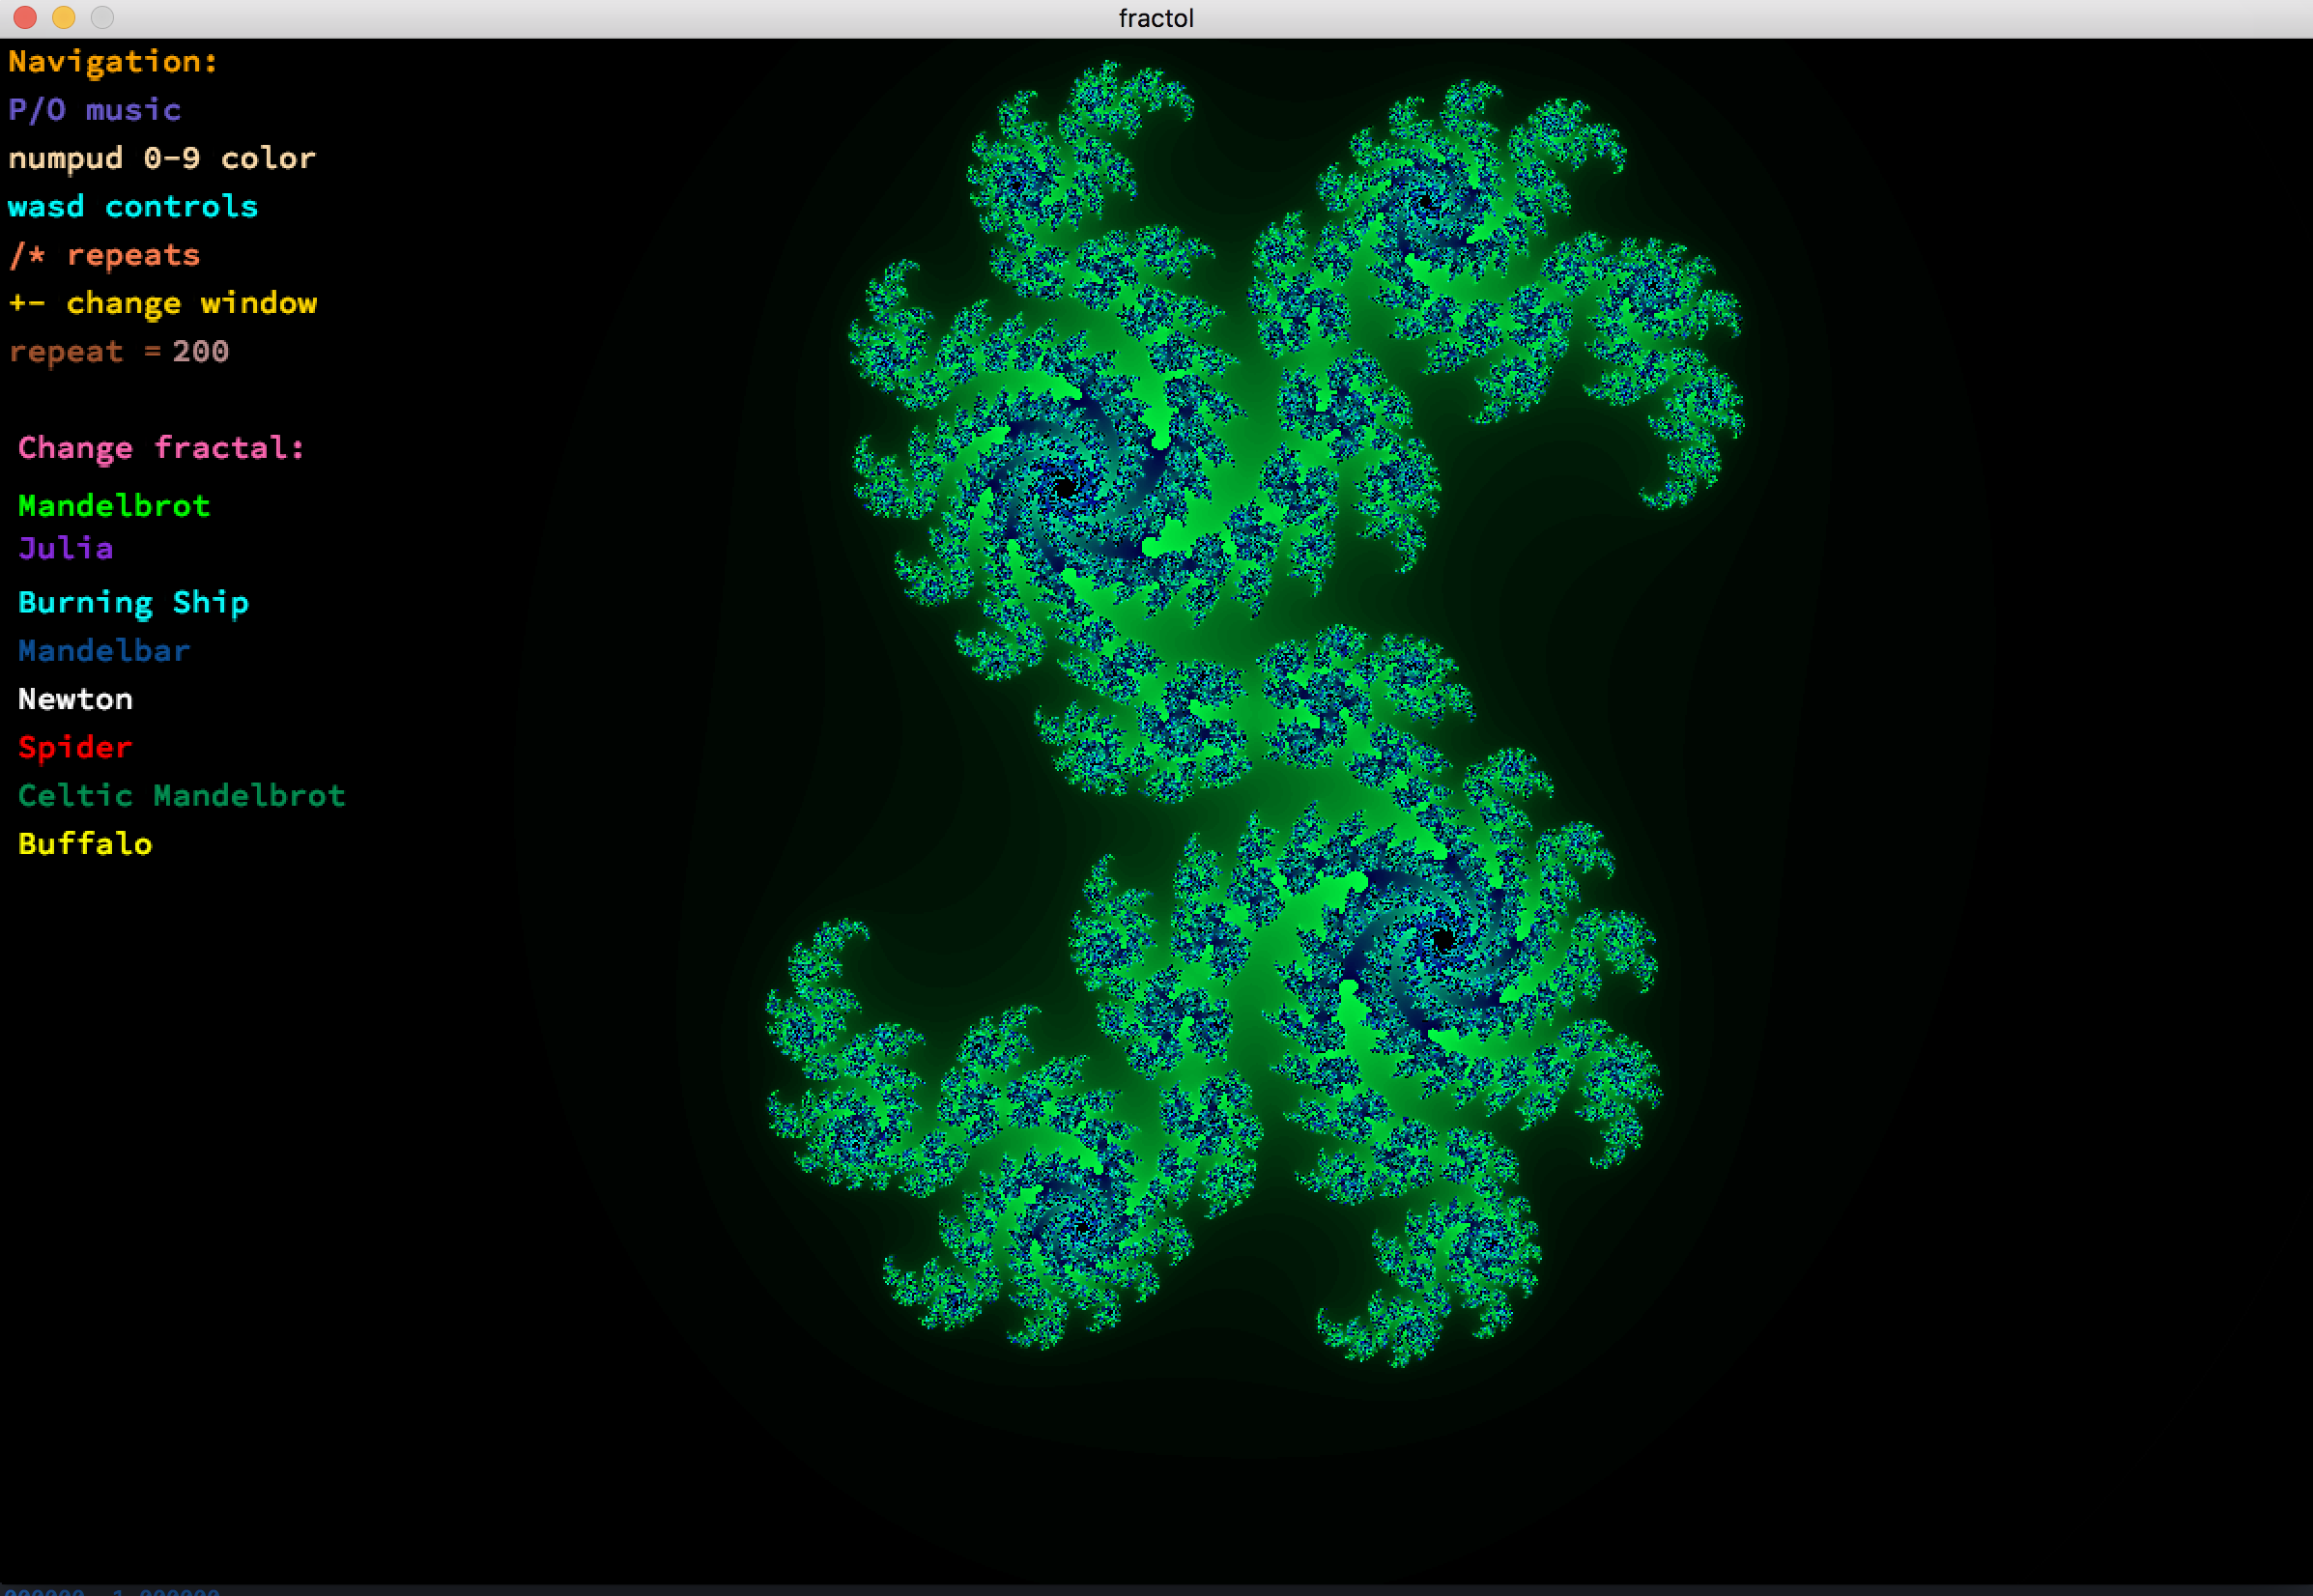 fractol
Navigation:
P/O music
numpud 0-9 color
wasd controls
/* repeats
+- change window
repeat = 200
Change fractal:
Mandelbrot
Julia
Burning Ship
Mandelbar
Newton
Spider
Celtic Mandelbrot
Buffalo